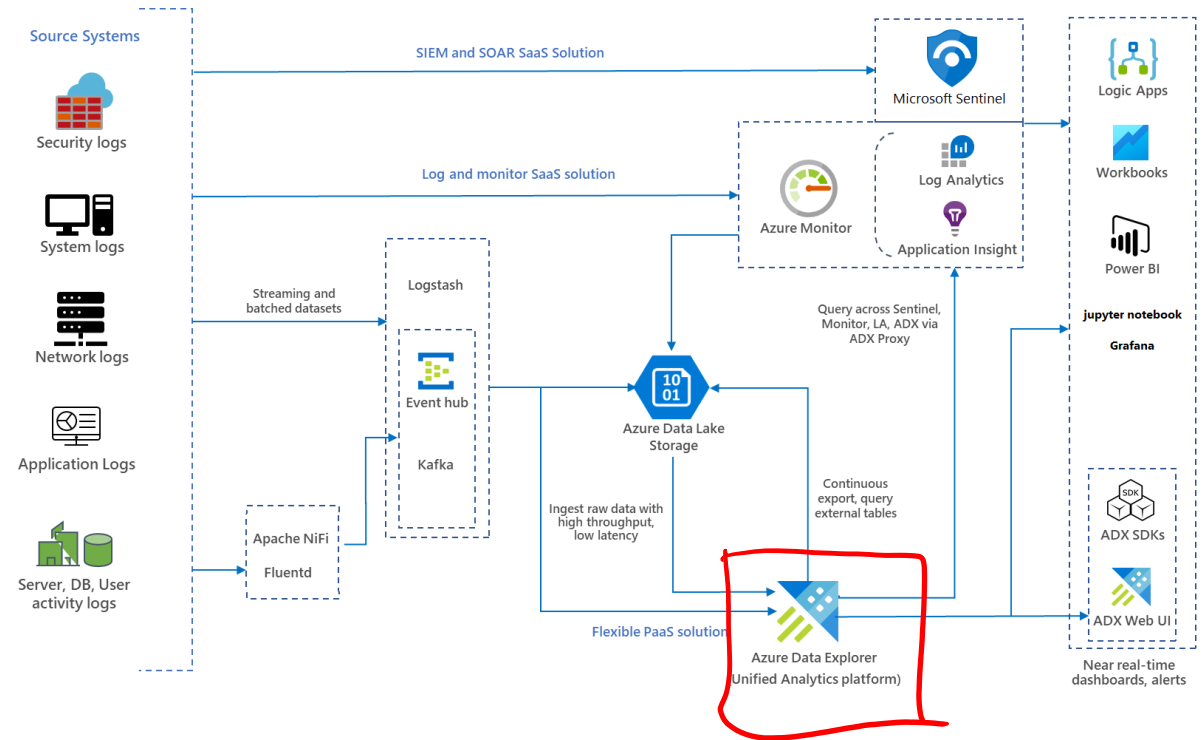 Source Systems
Security logs
System logs
Network logs
Application Logs
Server, DB, User
activity logs
SIEM and SOAR SaaS Solution
Log and monitor SaaS solution
Streaming and
batched datasets
Apache NiFi
Fluentd
Logstash
Event hub
Kafka
Microsoft Sentinel
Azure Monitor
Log Analytics
Application Insight
Query across Sentinel,
Monitor, LA, ADX via
ADX Proxy
10
01
Azure Data Lake
Storage
Ingest raw data with
high throughput,
low latency
Continuous
export, query
external tables
Flexible PaaS solution
Azure Data Explorer
(Unified Analytics platform)
Logic Apps
Workbooks
Power BI
jupyter notebook
Grafana
SDK
ADX SDKs
ADX Web UI
Near real-time
dashboards, alerts